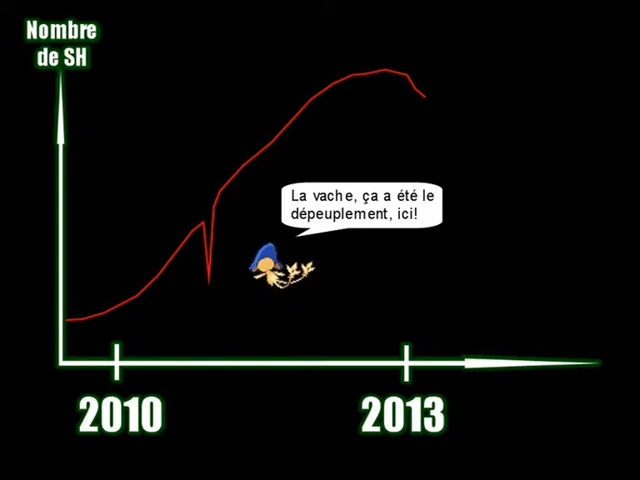 Nombre
de SH
La vache, ça a été le
dépeuplement, ici!
2010
2013